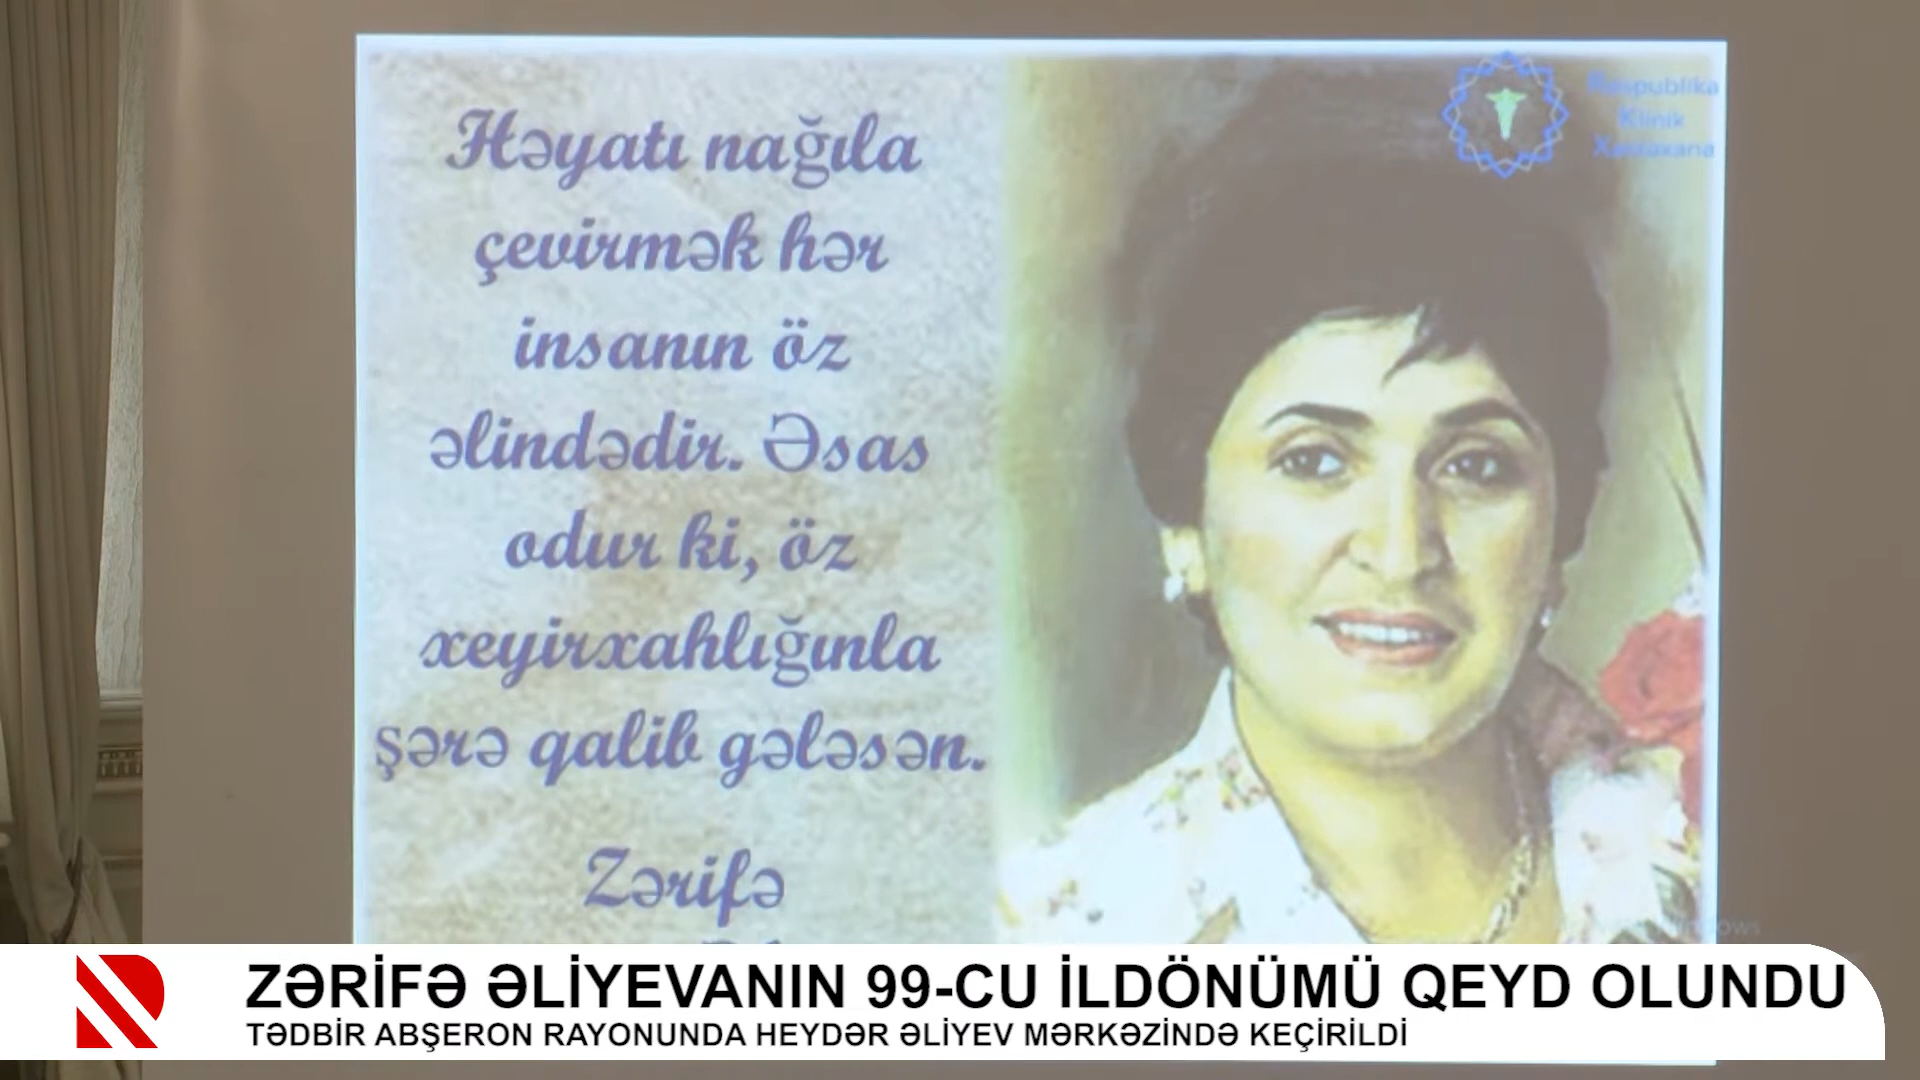 Həyatı nağıla
çevirmək hər
insanın öz
əlindədir. Əsas
odur ki, öz
xeyirxahlığınla
şərə qalib gələsən.
Zərifə
Respublika
Klinik
Xəstəxana
ZƏRİFƏ ƏLİYEVANIN 99-CU İLDÖNÜMÜ QEYD OLUNDU
TƏDBİR ABŞERON RAYONUNDA HEYDƏR ƏLİYEV MƏRKƏZİNDƏ KEÇİRİLDİ